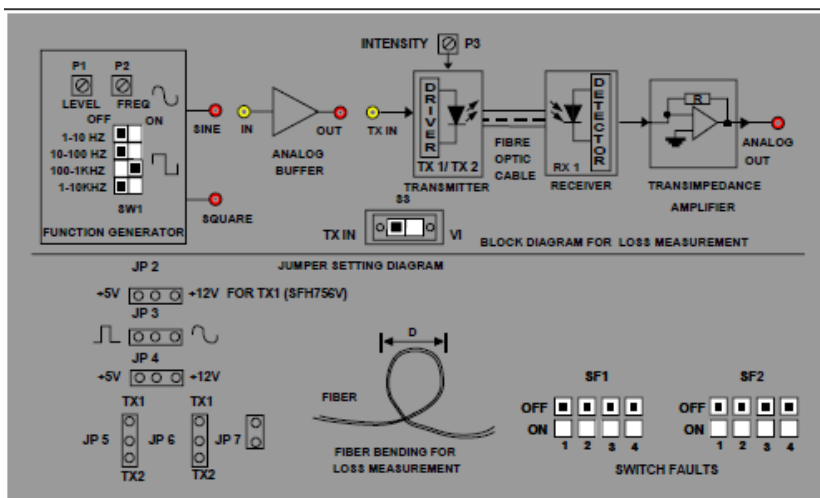 INTENSITY P3
P1 P2
LEVEL FREQ
OFF ON
1-10 HZ
10-100 HZ
100-1KHZ
1-10KHZ
SW1
FUNCTION GENERATOR
SINE
SQUARE
IN
OUT
ANALOG
BUFFER
TX IN
DRIVER
TX 1/ TX 2
TRANSMITTER
FIBRE
OPTIC
CABLE
DETECTOR
RX 1
RECEIVER
R
ANALOG
OUT
TRANSIMPEDANCE
AMPLIFIER
S3
TX IN VI
BLOCK DIAGRAM FOR LOSS MEASUREMENT
JUMPER SETTING DIAGRAM
JP 2
+5V +12V FOR TX1 (SFH756V)
JP 3
JP 4
+5V +12V
TX1 TX1
JP 5 JP 6 JP 7
TX2 TX2
D
FIBER
FIBER BENDING FOR
LOSS MEASUREMENT
SF1 SF2
OFF OFF
ON ON
1 2 3 4 1 2 3 4
SWITCH FAULTS